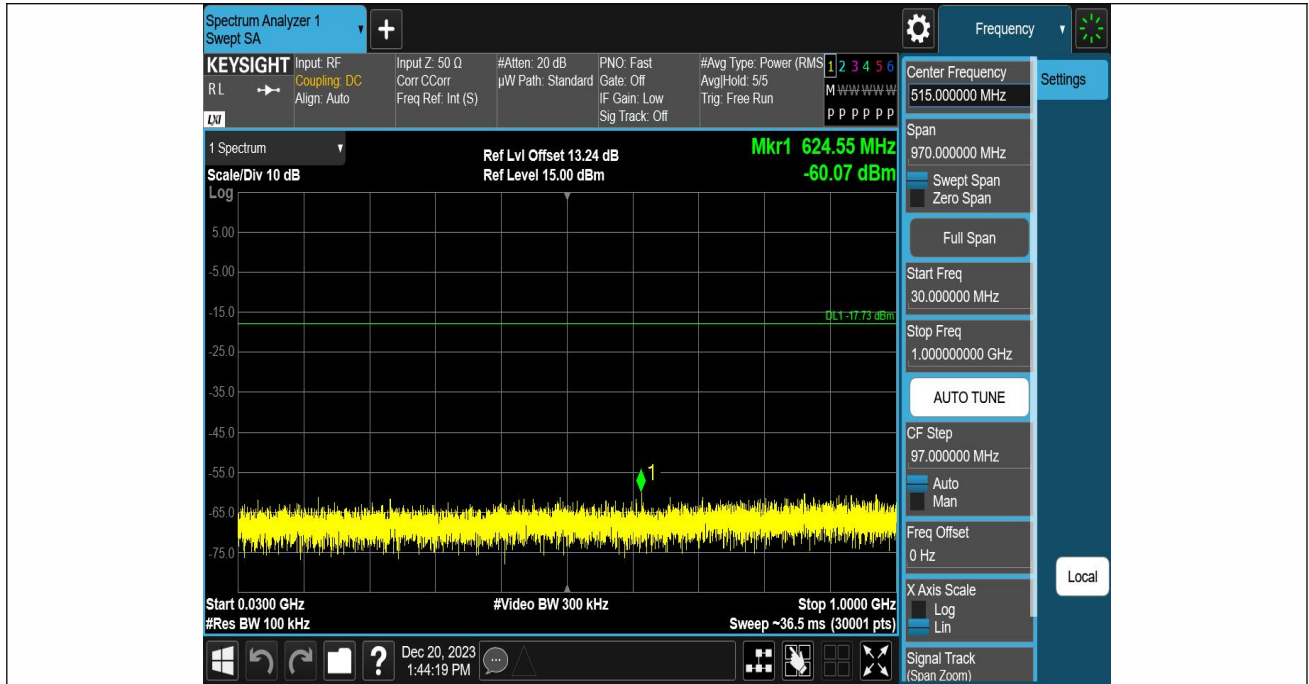 Spectrum Analyzer 1
Swept SA
Frequency
KEYSIGHT
RL
LXI
Input: RF
Coupling: DC
Align: Auto
Input Z: 50 Ω
Corr CCorr
Freq Ref: Int (S)
#Atten: 20 dB
µW Path: Standard
PNO: Fast
Gate: Off
IF Gain: Low
Sig Track: Off
#Avg Type: Power (RMS
Avg|Hold: 5/5
Trig: Free Run
1 2 3 4 5 6
M W W W W W
P P P P P P
1 Spectrum
Scale/Div 10 dB
Ref Lvl Offset 13.24 dB
Ref Level 15.00 dBm
Mkr1 624.55 MHz
-60.07 dBm
Log
5.00
-5.00
-15.0
DL1 -17.73 dBm
-25.0
-35.0
-45.0
-55.0
1
-65.0
-75.0
Start 0.0300 GHz
#Res BW 100 kHz
#Video BW 300 kHz
Stop 1.0000 GHz
Sweep ~36.5 ms (30001 pts)
Dec 20, 2023
1:44:19 PM
Center Frequency
515.000000 MHz
Span
970.000000 MHz
Swept Span
Zero Span
Full Span
Start Freq
30.000000 MHz
Stop Freq
1.000000000 GHz
AUTO TUNE
CF Step
97.000000 MHz
Auto
Man
Freq Offset
0 Hz
X Axis Scale
Log
Lin
Signal Track
(Span Zoom)
Settings
Local